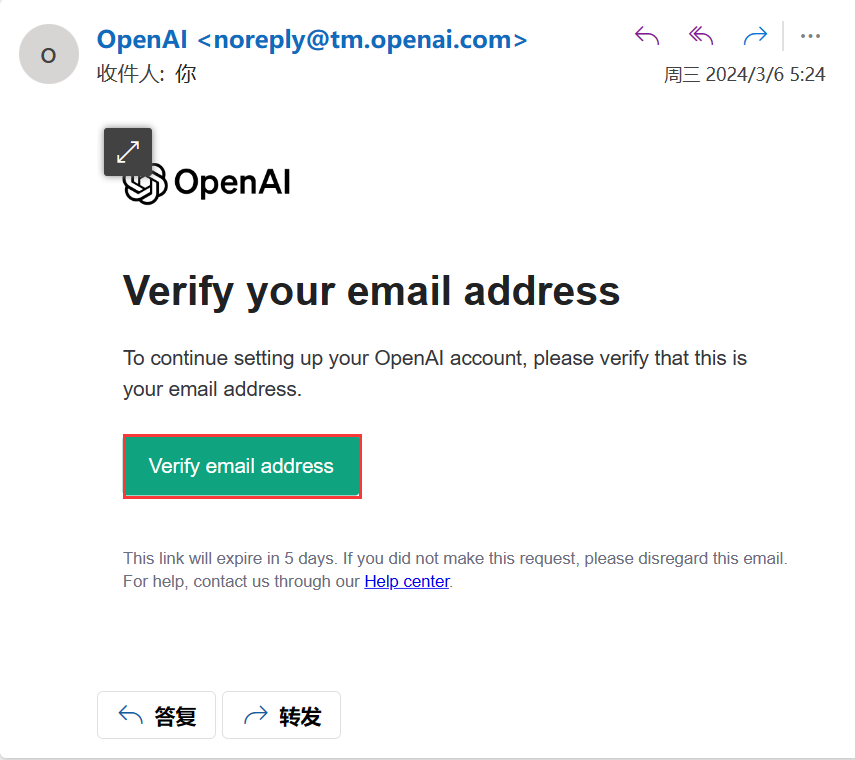 O
OpenAI <noreply@tm.openai.com>
收件人: 你
周三 2024/3/6 5:24
OpenAI
Verify your email address
To continue setting up your OpenAI account, please verify that this is
your email address.
Verify email address
This link will expire in 5 days. If you did not make this request, please disregard this email.
For help, contact us through our Help center.
答复
转发